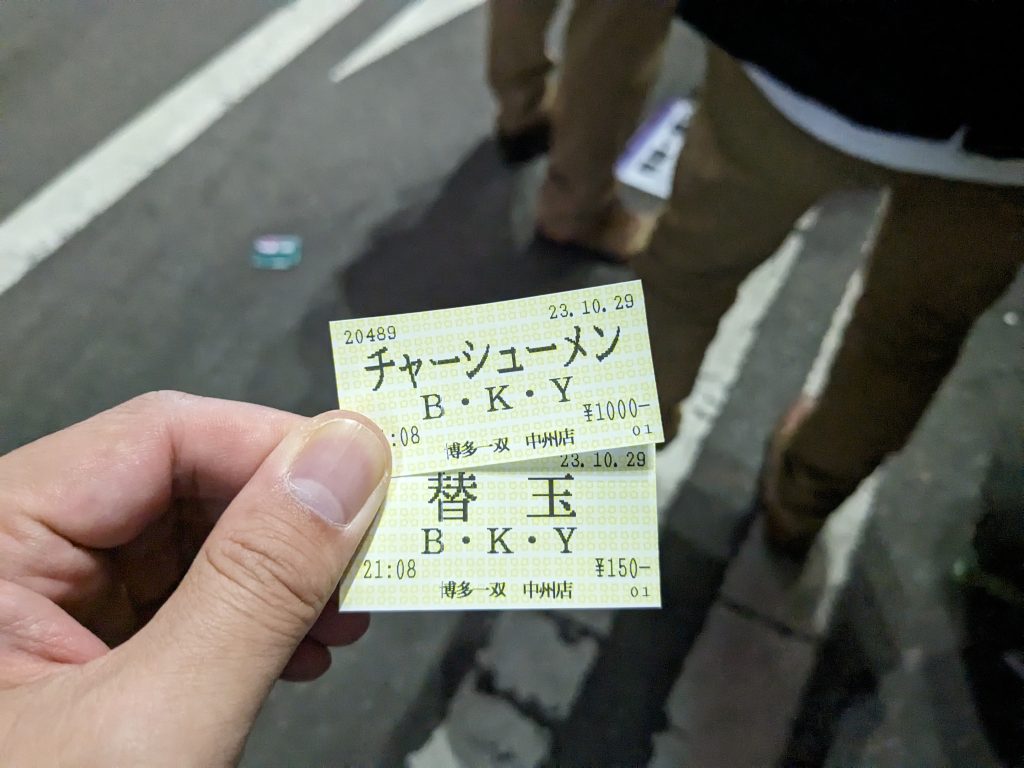 20489 23.10.29
チャーシューメン
B・K・Y
:08 ¥1000-
博多一双 中州店 01
23.10.29
替 玉
B・K・Y
21:08 ¥150-
博多一双 中州店 01